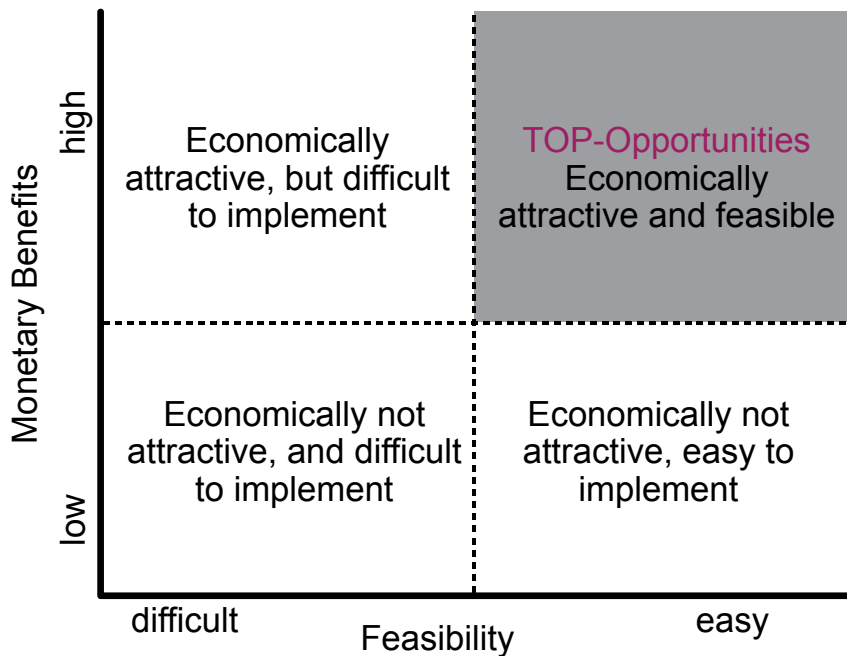 Monetary Benefits
high
low
Economically
attractive, but difficult
to implement
TOP-Opportunities
Economically
attractive and feasible
Economically not
attractive, and difficult
to implement
Economically not
attractive, easy to
implement
difficult
Feasibility
easy